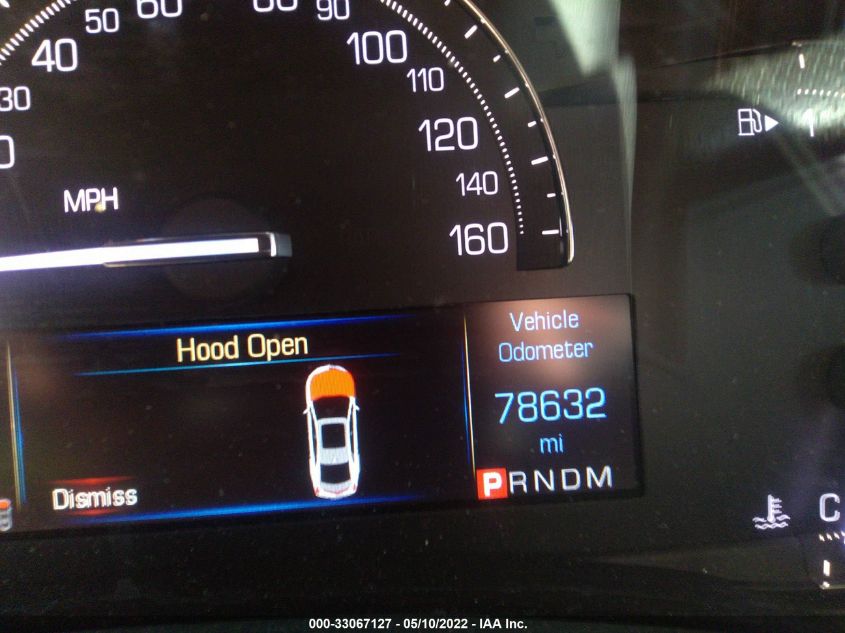 50
60
80
90
40
100
30
110
120
MPH
140
160
Hood Open
Vehicle
Odometer
78632
mi
Dismiss
PRNDM
C
000-33067127 - 05/10/2022 - IAA Inc.